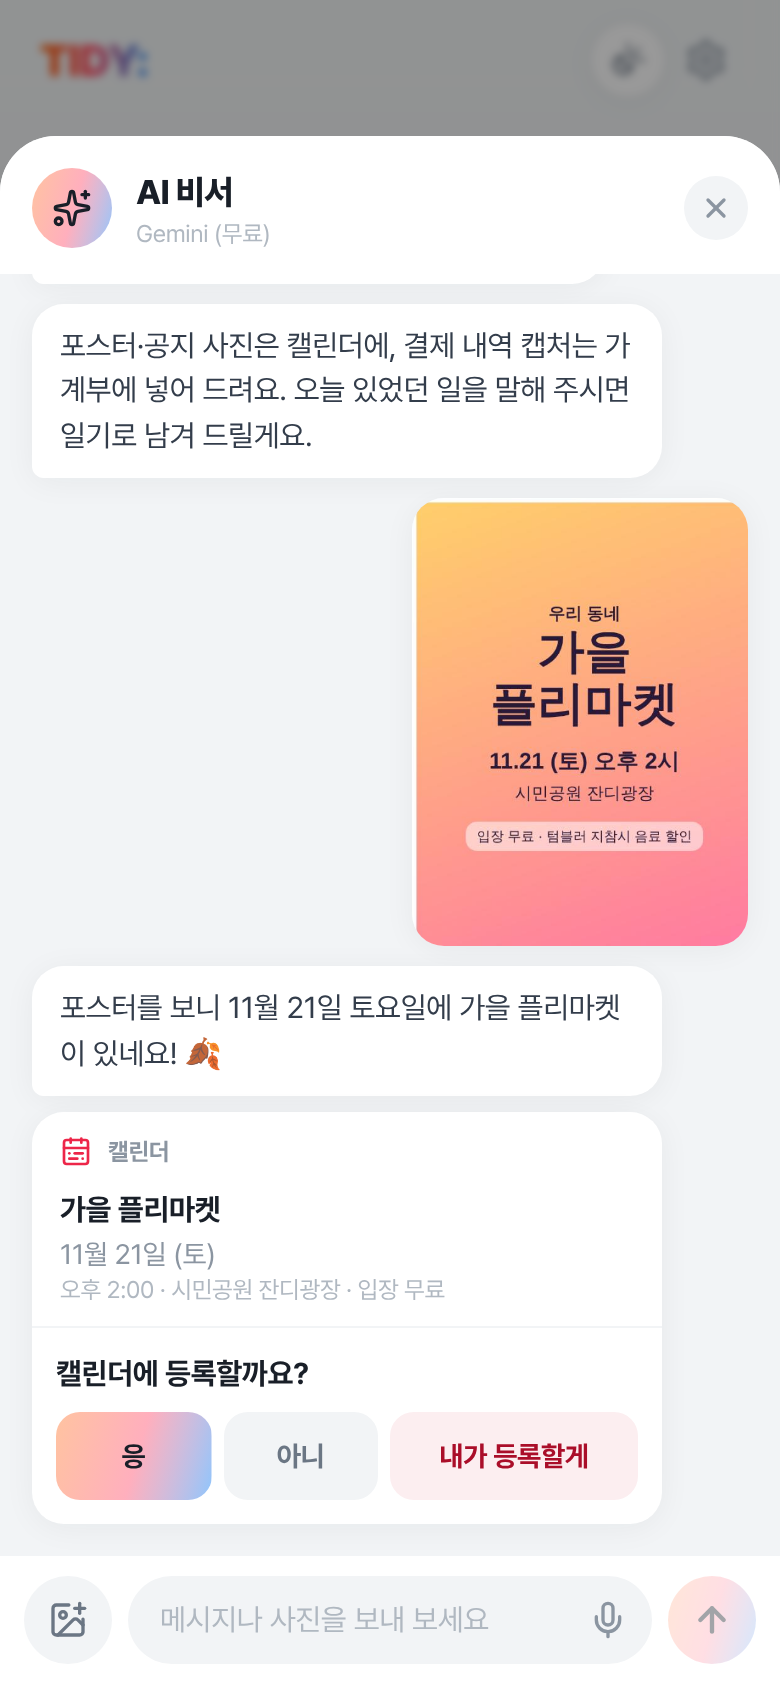 TIDY:
AI 비서
Gemini (무료)
포스터·공지 사진은 캘린더에, 결제 내역 캡처는 가
계부에 넣어 드려요. 오늘 있었던 일을 말해 주시면
일기로 남겨 드릴게요.
우리 동네
가을
플리마켓
11.21 (토) 오후 2시
시민공원 잔디광장
입장 무료 · 텀블러 지참시 음료 할인
포스터를 보니 11월 21일 토요일에 가을 플리마켓
이 있네요! 🍂
캘린더
가을 플리마켓
11월 21일 (토)
오후 2:00 · 시민공원 잔디광장 · 입장 무료
캘린더에 등록할까요?
응
아니
내가 등록할게
메시지나 사진을 보내 보세요